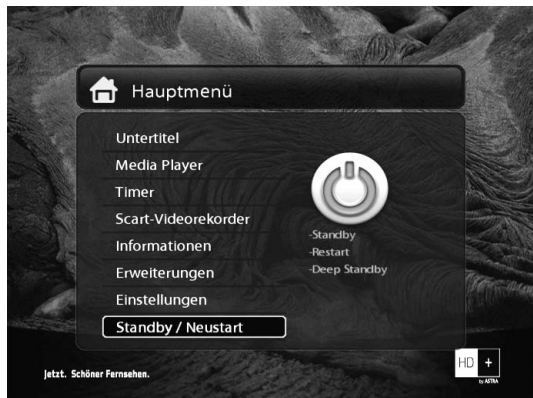 Hauptmenü
Untertitel
Media Player
Timer
Scart-Videorekorder
Informationen
Erweiterungen
Einstellungen
Standby / Neustart
-Standby
-Restart
-Deep Standby
Jetzt. Schöner Fernsehen.
HD +
by ASTRA